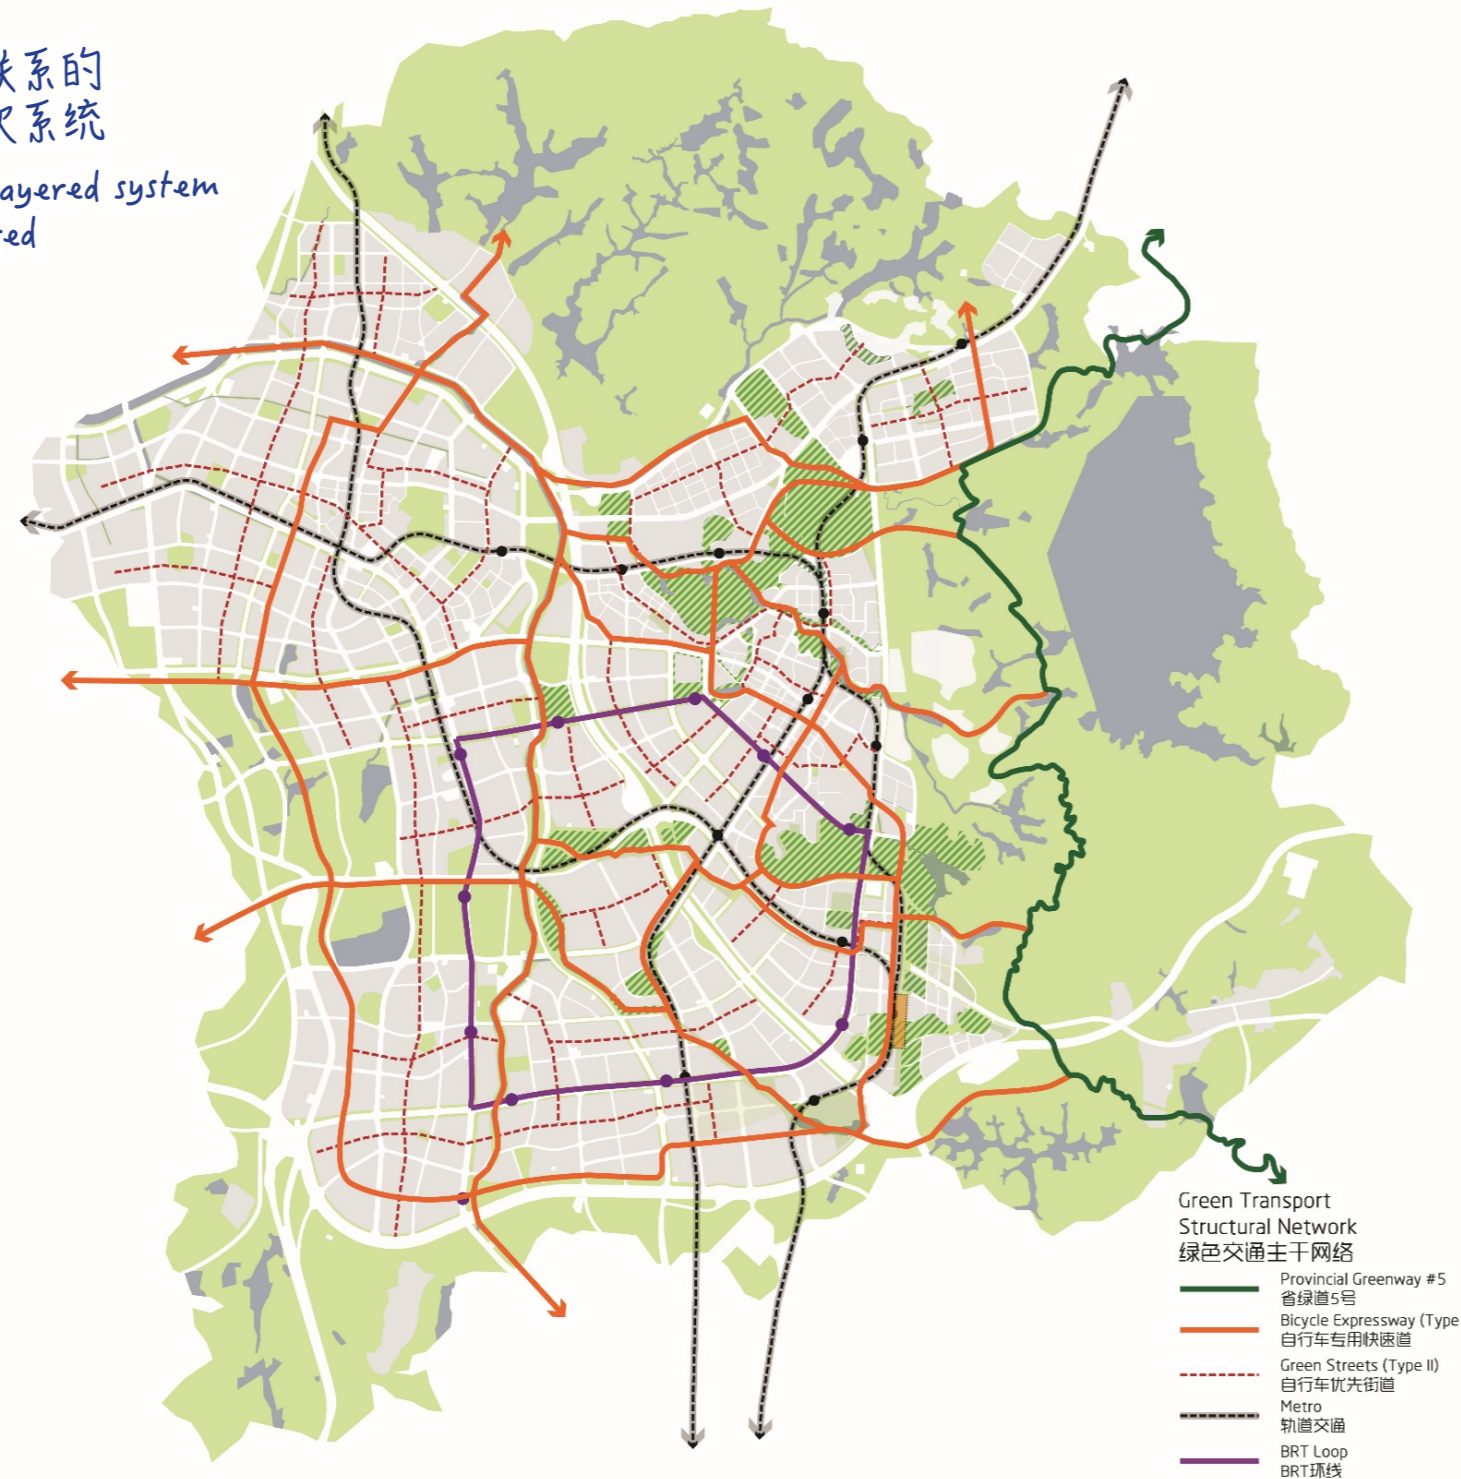 系的
系统
layered system
Green Transport
Structural Network
绿色交通主干网络
Provincial Greenway #5
省绿道5号
Bicycle Expressway (Type
自行车专用快速道
Green Streets (Type II)
自行车优先街道
Metro
轨道交通
BRT Loop
BRT环线